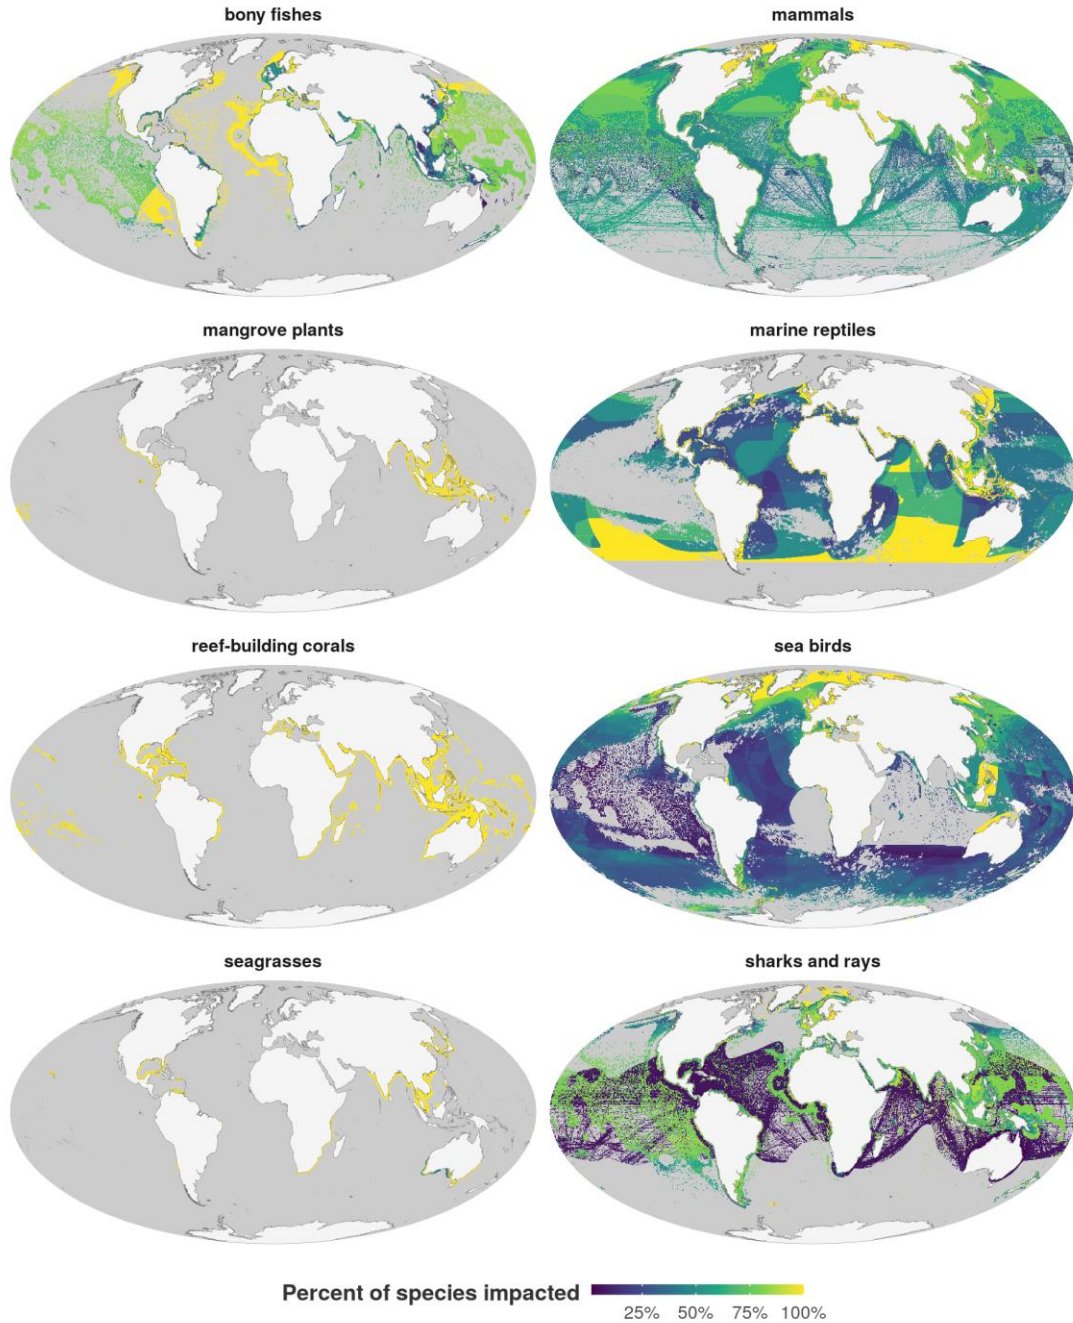 bony fishes
mammals
mangrove plants
marine reptiles
reef-building corals
sea birds
seagrasses
sharks and rays
Percent of species impacted
25% 50% 75% 100%